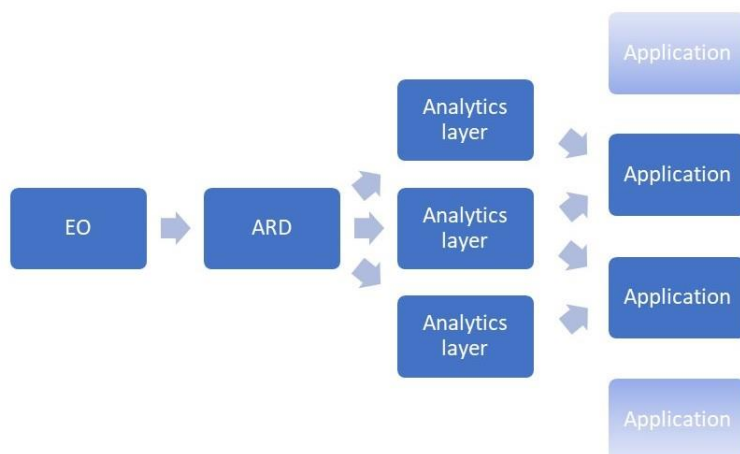 EO
ARD
Analytics
layer
Analytics
layer
Analytics
layer
Application
Application
Application
Application